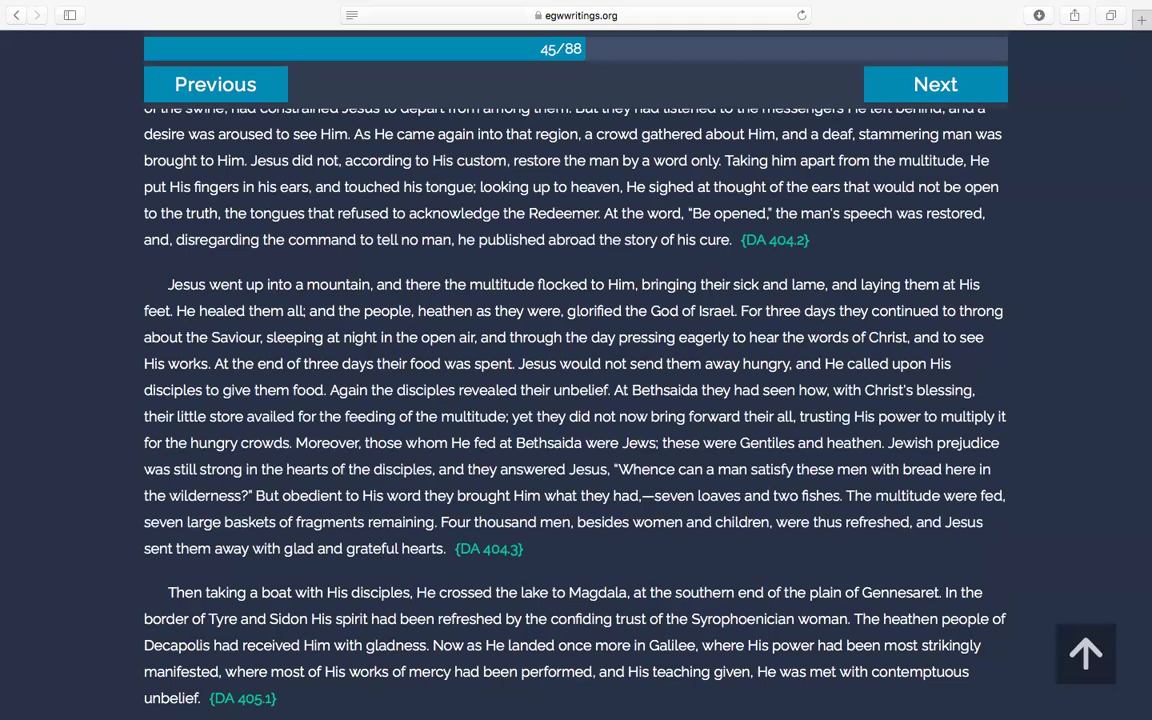 egwwritings.org
45/88
Previous
Next
of the swine, had constrained Jesus to depart from among them. But they had listened to the messengers He left behind, and a
desire was aroused to see Him. As He came again into that region, a crowd gathered about Him, and a deaf, stammering man was
brought to Him. Jesus did not, according to His custom, restore the man by a word only. Taking him apart from the multitude, He
put His fingers in his ears, and touched his tongue; looking up to heaven, He sighed at thought of the ears that would not be open
to the truth, the tongues that refused to acknowledge the Redeemer. At the word, “Be opened,” the man's speech was restored,
and, disregarding the command to tell no man, he published abroad the story of his cure. {DA 404.2}
Jesus went up into a mountain, and there the multitude flocked to Him, bringing their sick and lame, and laying them at His
feet. He healed them all; and the people, heathen as they were, glorified the God of Israel. For three days they continued to throng
about the Saviour, sleeping at night in the open air, and through the day pressing eagerly to hear the words of Christ, and to see
His works. At the end of three days their food was spent. Jesus would not send them away hungry, and He called upon His
disciples to give them food. Again the disciples revealed their unbelief. At Bethsaida they had seen how, with Christ's blessing,
their little store availed for the feeding of the multitude; yet they did not now bring forward their all, trusting His power to multiply it
for the hungry crowds. Moreover, those whom He fed at Bethsaida were Jews; these were Gentiles and heathen. Jewish prejudice
was still strong in the hearts of the disciples, and they answered Jesus, “Whence can a man satisfy these men with bread here in
the wilderness?” But obedient to His word they brought Him what they had,—seven loaves and two fishes. The multitude were fed,
seven large baskets of fragments remaining. Four thousand men, besides women and children, were thus refreshed, and Jesus
sent them away with glad and grateful hearts. {DA 404.3}
Then taking a boat with His disciples, He crossed the lake to Magdala, at the southern end of the plain of Gennesaret. In the
border of Tyre and Sidon His spirit had been refreshed by the confiding trust of the Syrophoenician woman. The heathen people of
Decapolis had received Him with gladness. Now as He landed once more in Galilee, where His power had been most strikingly
manifested, where most of His works of mercy had been performed, and His teaching given, He was met with contemptuous
unbelief. {DA 405.1}